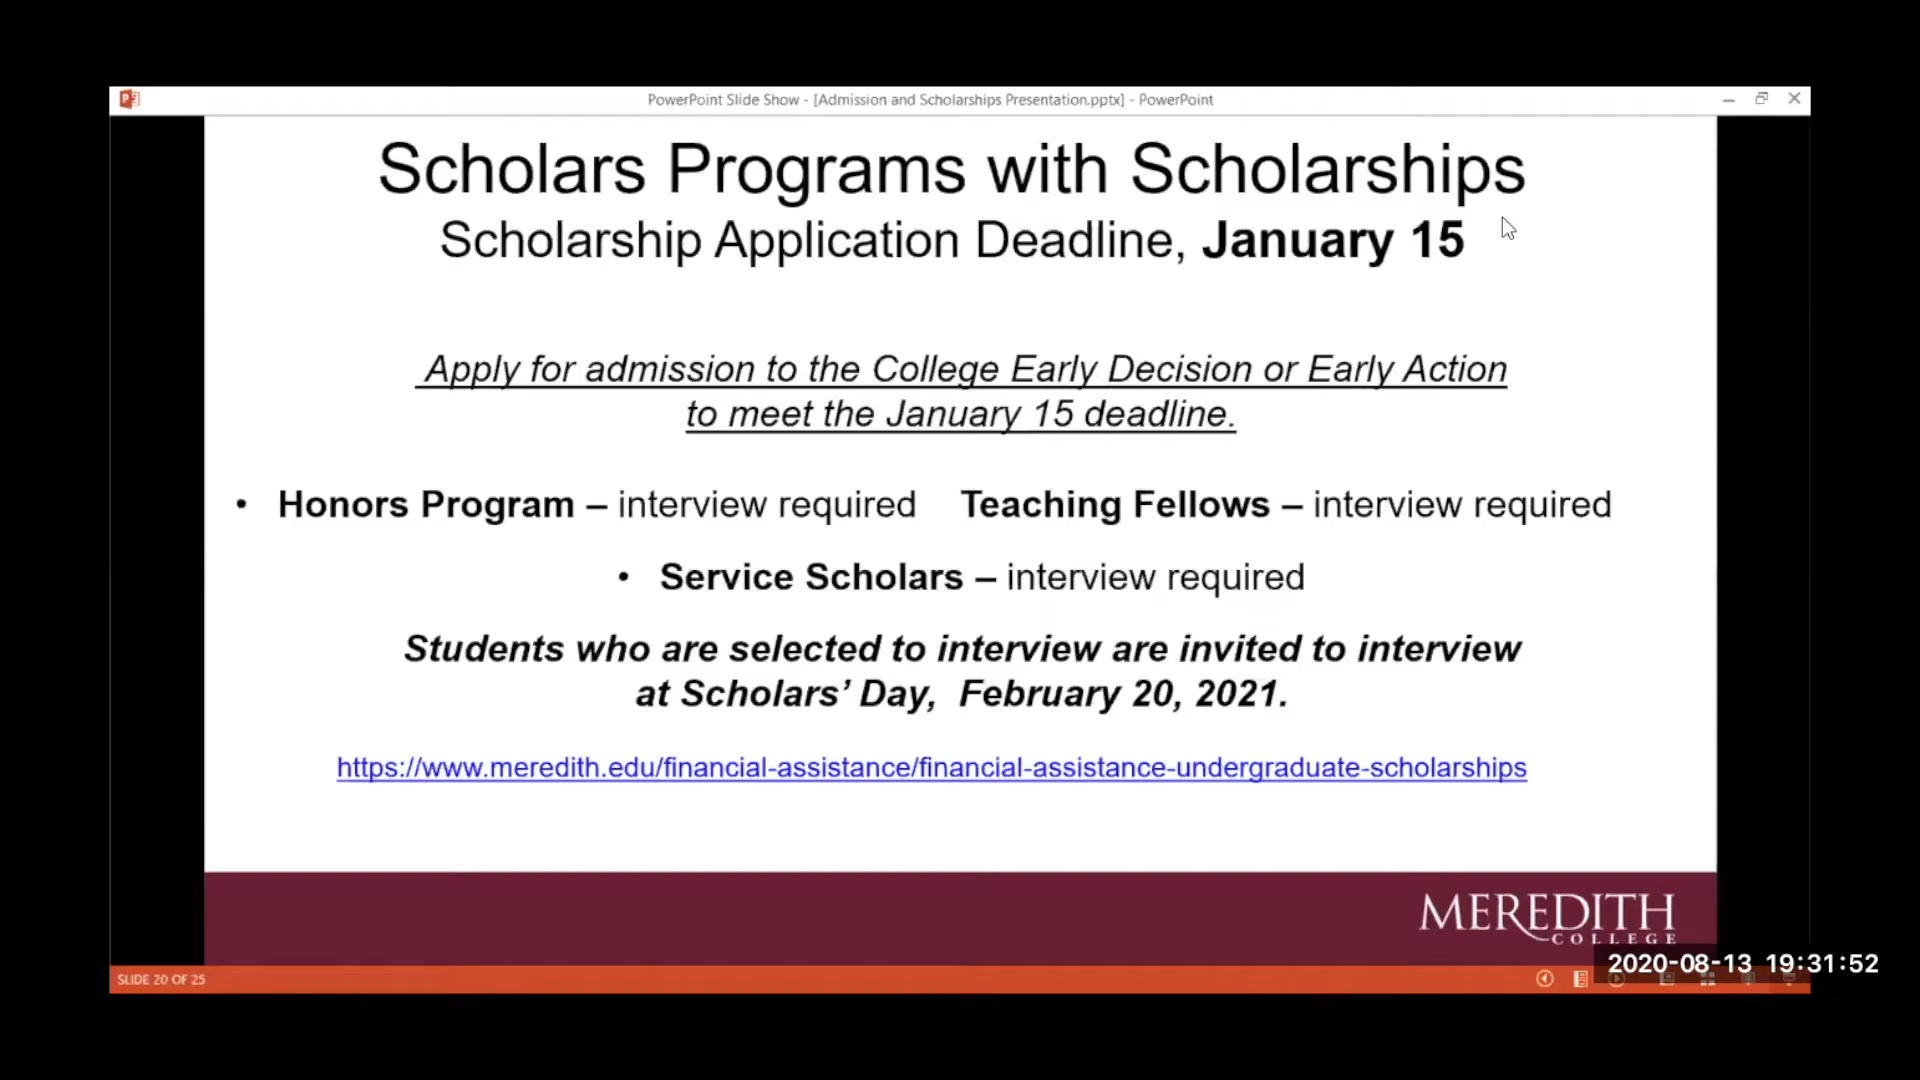 PowerPoint Slide Show - [Admission and Scholarships Presentation.pptx] - PowerPoint
Scholars Programs with Scholarships
Scholarship Application Deadline, January 15
Apply for admission to the College Early Decision or Early Action
to meet the January 15 deadline.
• Honors Program – interview required Teaching Fellows – interview required
• Service Scholars – interview required
Students who are selected to interview are invited to interview
at Scholars’ Day, February 20, 2021.
https://www.meredith.edu/financial-assistance/financial-assistance-undergraduate-scholarships
MEREDITH
COLLEGE
2020-08-13 19:31:52
SLIDE 20 OF 25